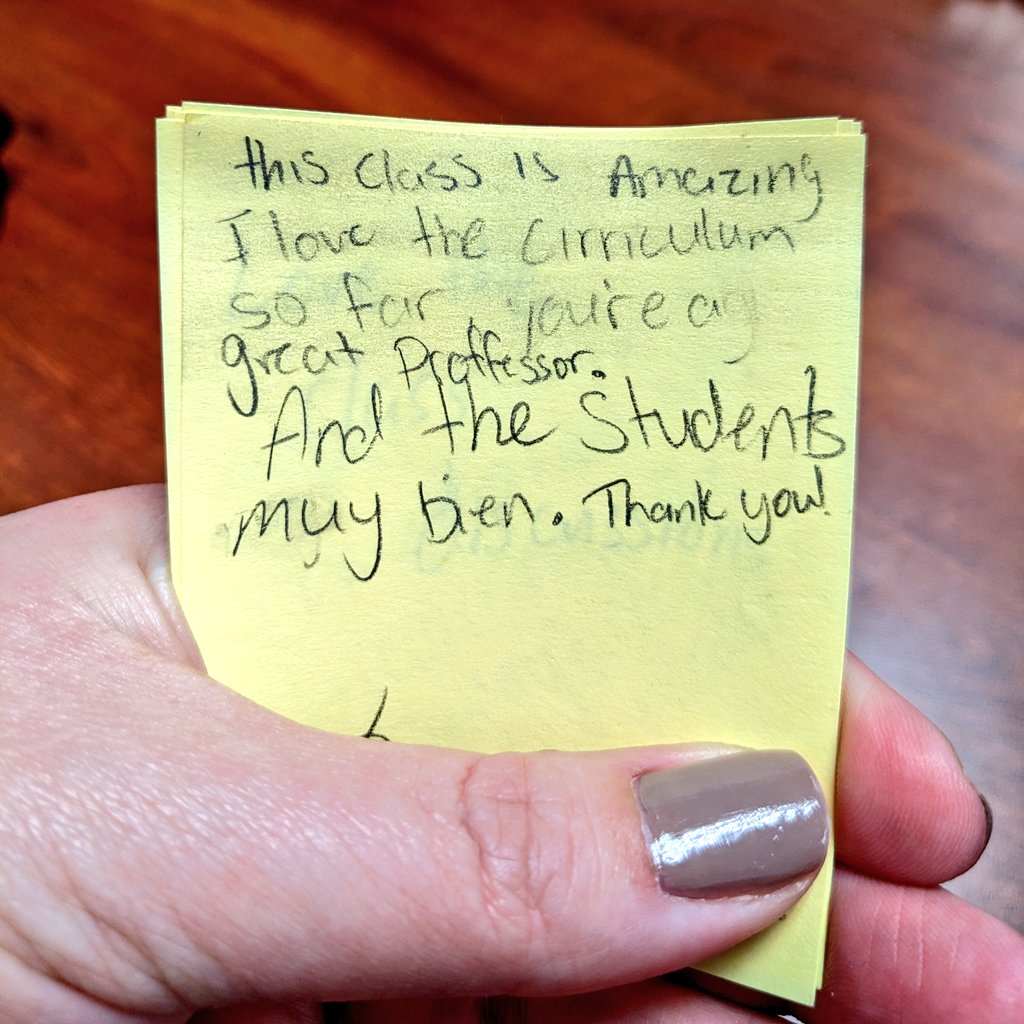 this class is Amazing
I love the cirriculum
so far, you're a
great Proffessor.
And the Students
muy bien. Thank you!